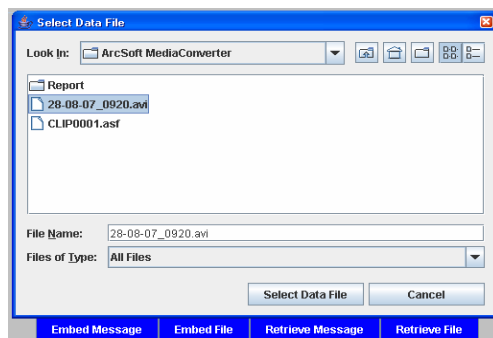 Select Data File
Look In: ArcSoft MediaConverter
Report
28-08-07_0920.avi
CLIP0001.asf
File Name: 28-08-07_0920.avi
Files of Type: All Files
Select Data File Cancel
Embed Message Embed File Retrieve Message Retrieve File